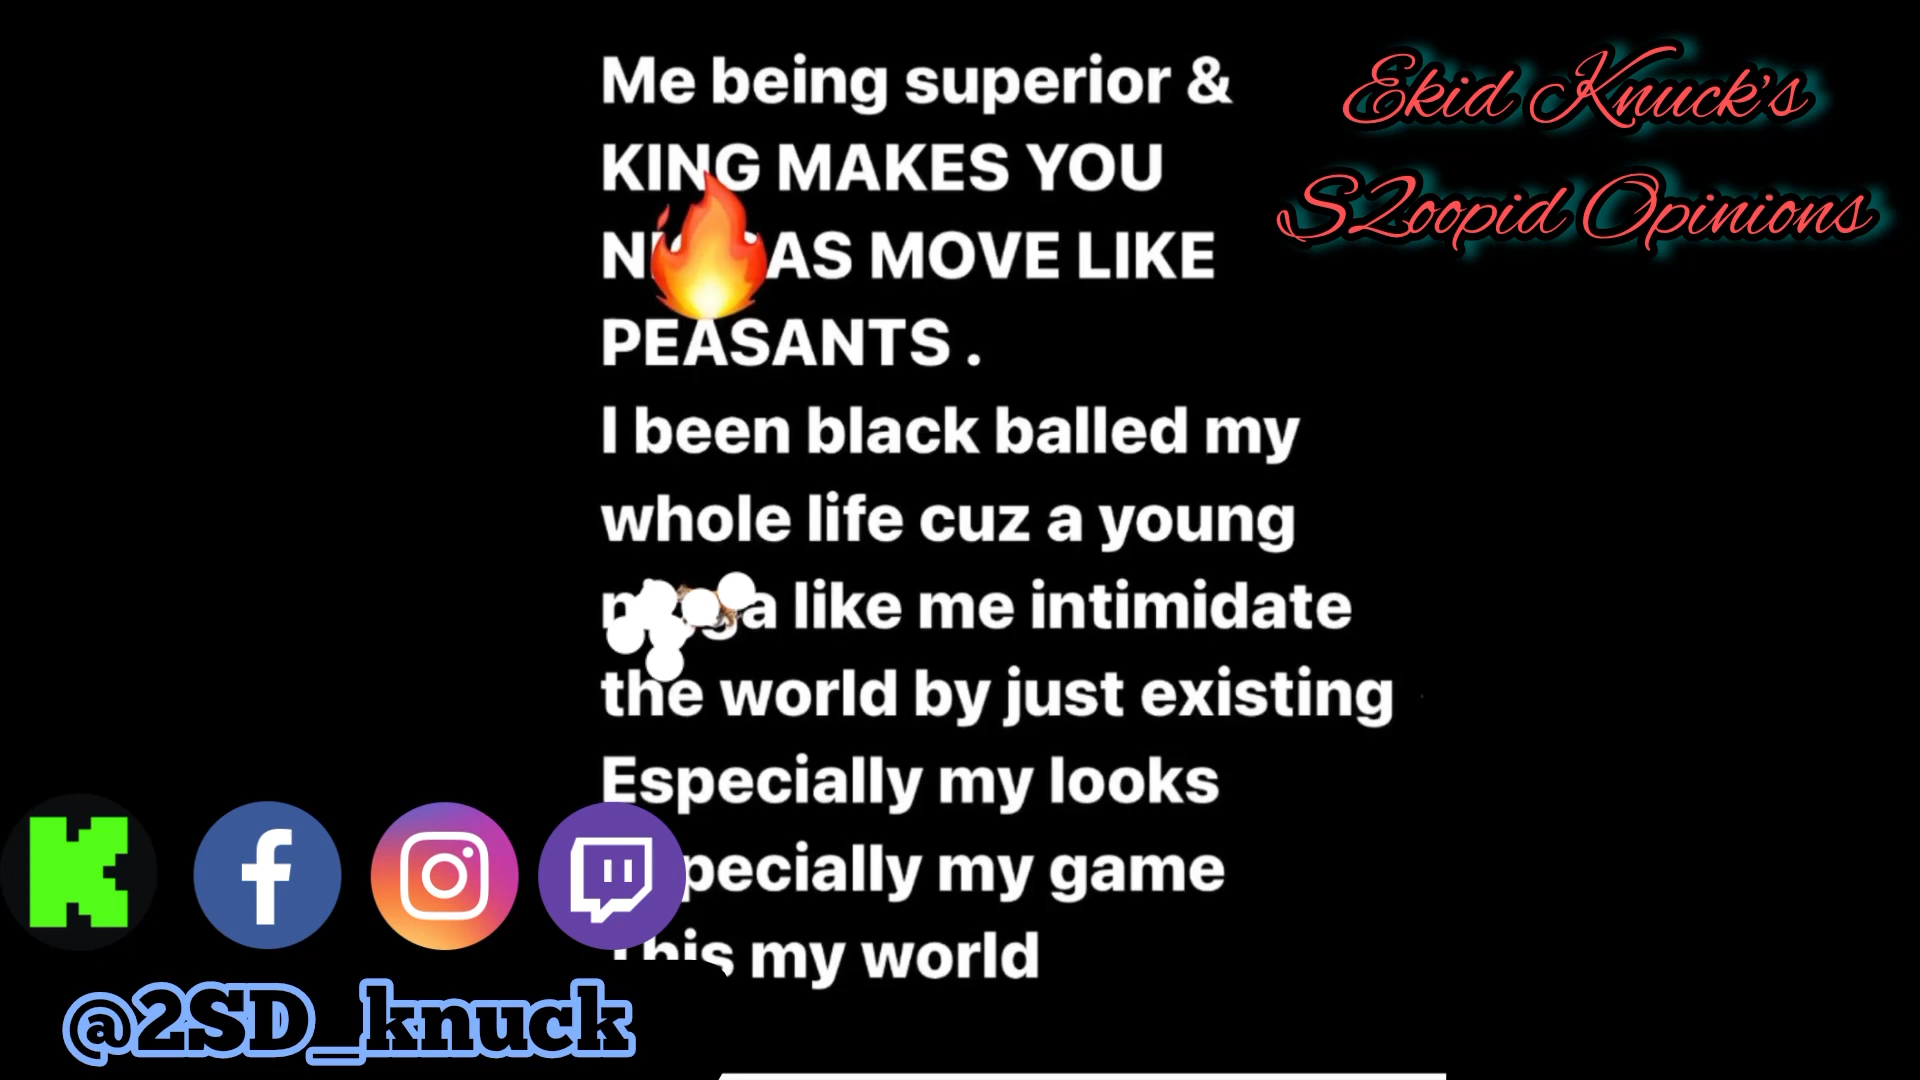 Me being superior &
KING MAKES YOU
MOVE LIKE
PEASANTS .
I been black balled my
whole life cuz a young
like me intimidate
the world by just existing
Especially my looks
my game
This my world
Ekid Knuck's
S2oopid Opinions
@2SD_knuck